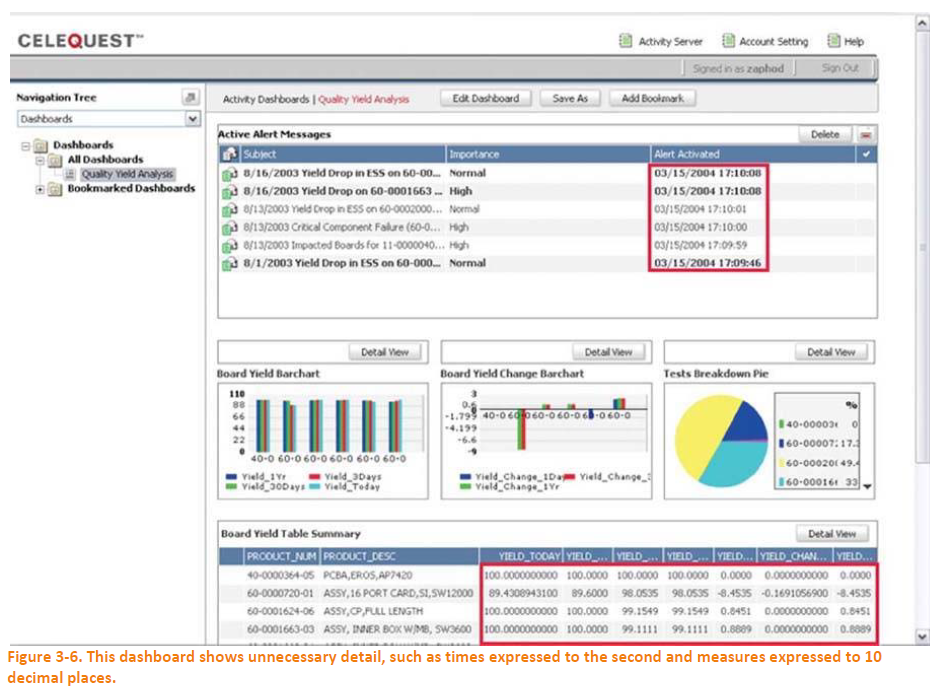 CELEQUEST™
Activity Server Account Setting Help
Signed in as zaphod Sign Out
Navigation Tree
Dashboards
Dashboards
All Dashboards
Quality Yield Analysis
Bookmarked Dashboards
Activity Dashboards | Quality Yield Analysis Edit Dashboard Save As Add Bookmark
Active Alert Messages Delete
Subject Importance Alert Activated
8/16/2003 Yield Drop in ESS on 60-00... Normal 03/15/2004 17:10:08
8/16/2003 Yield Drop on 60-0001663 ... High 03/15/2004 17:10:08
8/13/2003 Yield Drop in ESS on 60-0002000... Normal 03/15/2004 17:10:01
8/13/2003 Critical Component Failure (60-0... High 03/15/2004 17:10:00
8/13/2003 Impacted Boards for 11-0000040... High 03/15/2004 17:09:59
8/1/2003 Yield Drop in ESS on 60-000... Normal 03/15/2004 17:09:46
Detail View Detail View Detail View
Board Yield Barchart Board Yield Change Barchart Tests Breakdown Pie
110
88
66
44
22
0
40-0 60-0 60-0 60-0 60-0 60-0
Yield_1Yr Yield_3Days
Yield_30Days Yield_Today
3
0.6
-1.799
-4.199
-6.6
-9
40-0 60-0 60-0 60-0 60-0 60-0
Yield_Change_1Day Yield_Change_3
Yield_Change_1Yr
%
40-00003 0
60-00007 17.
60-00020 49.4
60-00016 33
Board Yield Table Summary Detail View
PRODUCT_NUM PRODUCT_DESC YIELD_TODAY YIELD_... YIELD_... YIELD_... YIELD... YIELD_CHAN... YIELD...
40-0000364-05 PCBA,EROS,AP7420 100.0000000000 100.0000 100.0000 100.0000 0.0000 0.0000000000 0.0000
60-0000720-01 ASSY,16 PORT CARD,SI,SW12000 89.4308943100 89.6000 98.0535 98.0535 -8.4535 -0.1691056900 -8.4535
60-0001624-06 ASSY,CP,FULL LENGTH 100.0000000000 100.0000 99.1549 99.1549 0.8451 0.0000000000 0.8451
60-0001663-03 ASSY, INNER BOX W/MB, SW3600 100.0000000000 100.0000 99.1111 99.1111 0.8889 0.0000000000 0.8889
Figure 3-6. This dashboard shows unnecessary detail, such as times expressed to the second and measures expressed to 10
decimal places.